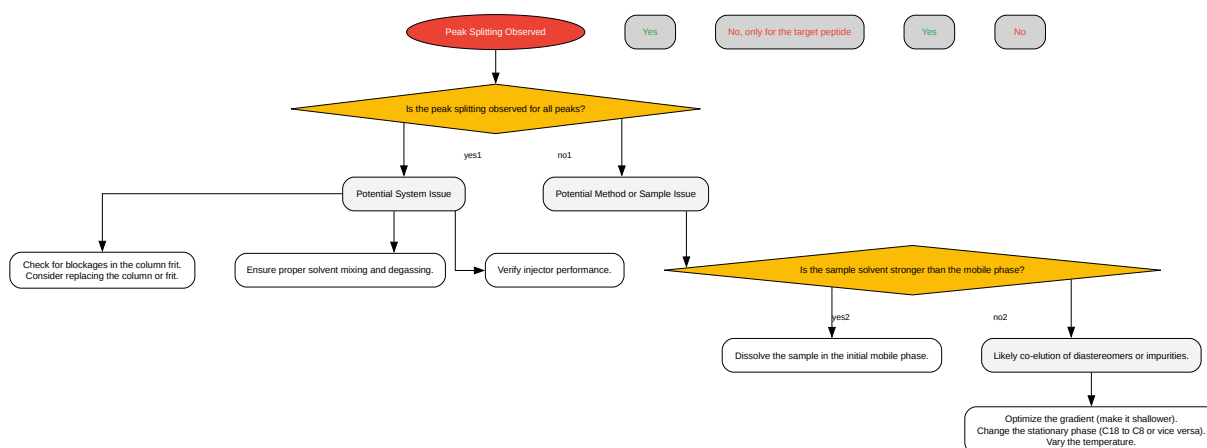 Peak Splitting Observed
Yes
No, only for the target peptide
Yes
No
Is the peak splitting observed for all peaks?
yes1
no1
Potential System Issue
Potential Method or Sample Issue
Check for blockages in the column frit.
Consider replacing the column or frit.
Ensure proper solvent mixing and degassing.
Verify injector performance.
Is the sample solvent stronger than the mobile phase?
yes2
no2
Dissolve the sample in the initial mobile phase.
Likely co-elution of diastereomers or impurities.
Optimize the gradient (make it shallower).
Change the stationary phase (C18 to C8 or vice versa).
Vary the temperature.